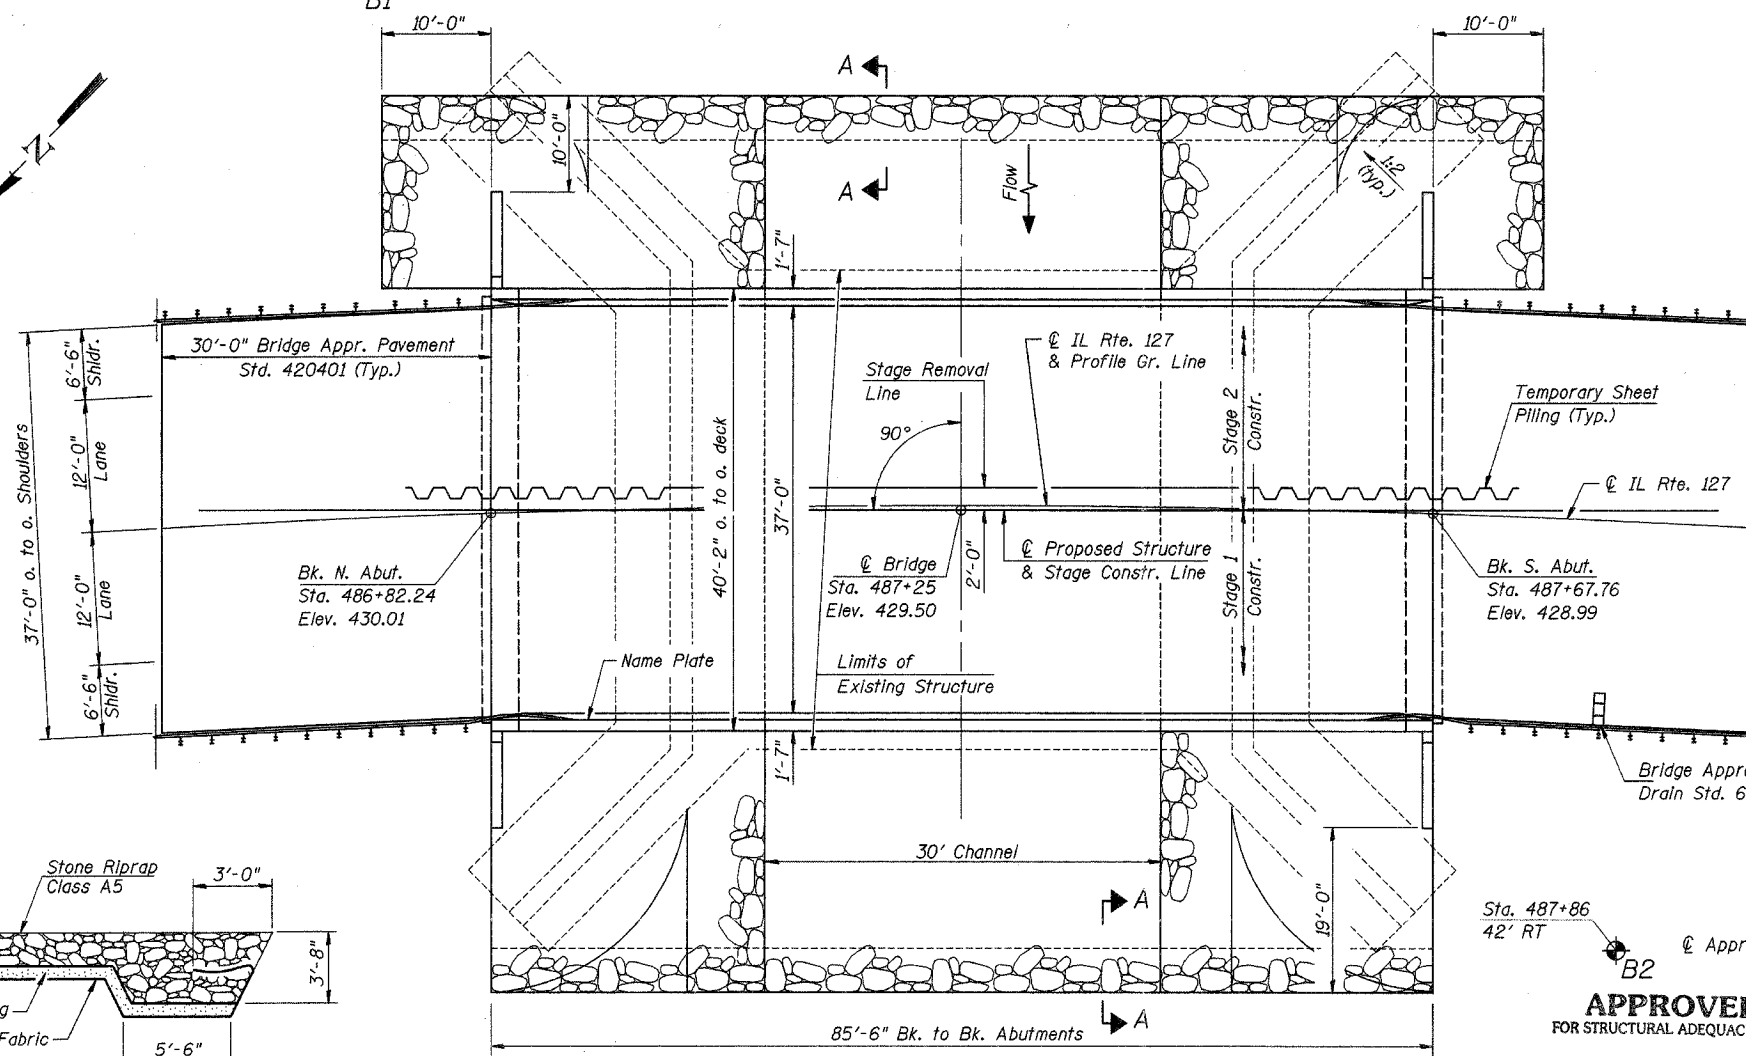 B1
10'-0"
10'-0"
A
N
10'-0"
A
Flow
1:2
(typ.)
1'-7"
30'-0" Bridge Appr. Pavement
Std. 420401 (Typ.)
℄ IL Rte. 127
& Profile Gr. Line
Stage Removal
Line
Temporary Sheet
Piling (Typ.)
6'-6"
Shldr.
12'-0"
Lane
37'-0" o. to o. Shoulders
12'-0"
Lane
6'-6"
Shldr.
40'-2" o. to o. deck
37'-0"
90°
Stage 2
Constr.
Stage 1
Constr.
℄ IL Rte. 127
Bk. N. Abut.
Sta. 486+82.24
Elev. 430.01
℄ Bridge
Sta. 487+25
Elev. 429.50
2'-0"
℄ Proposed Structure
& Stage Constr. Line
Bk. S. Abut.
Sta. 487+67.76
Elev. 428.99
Name Plate
Limits of
Existing Structure
1'-7"
Bridge Appr
Drain Std. 6
30' Channel
A
19'-0"
Stone Riprap
Class A5
3'-0"
3'-8"
g
Fabric
5'-6"
Sta. 487+86
42' RT
B2
℄ Appr
A
85'-6" Bk. to Bk. Abutments
APPROVE
FOR STRUCTURAL ADEQUAC